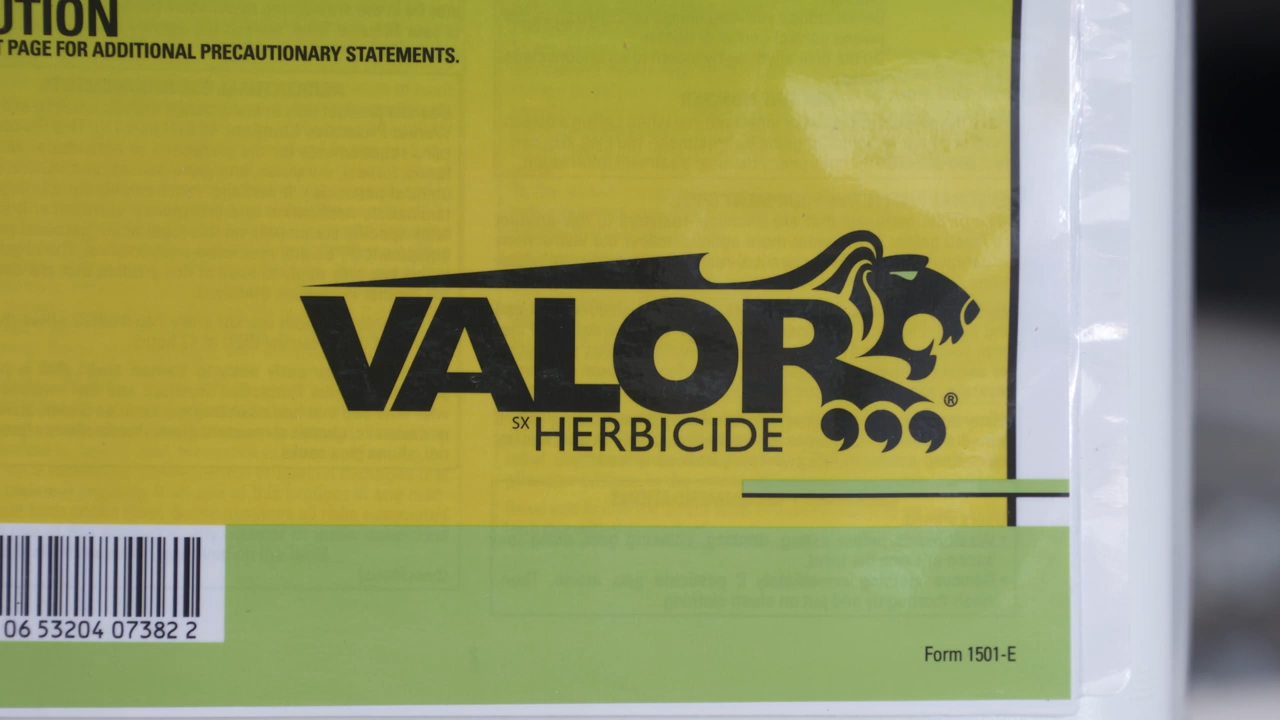 UTION
T PAGE FOR ADDITIONAL PRECAUTIONARY STATEMENTS.
VALOR®
SX HERBICIDE
06 53204 07382 2
Form 1501-E